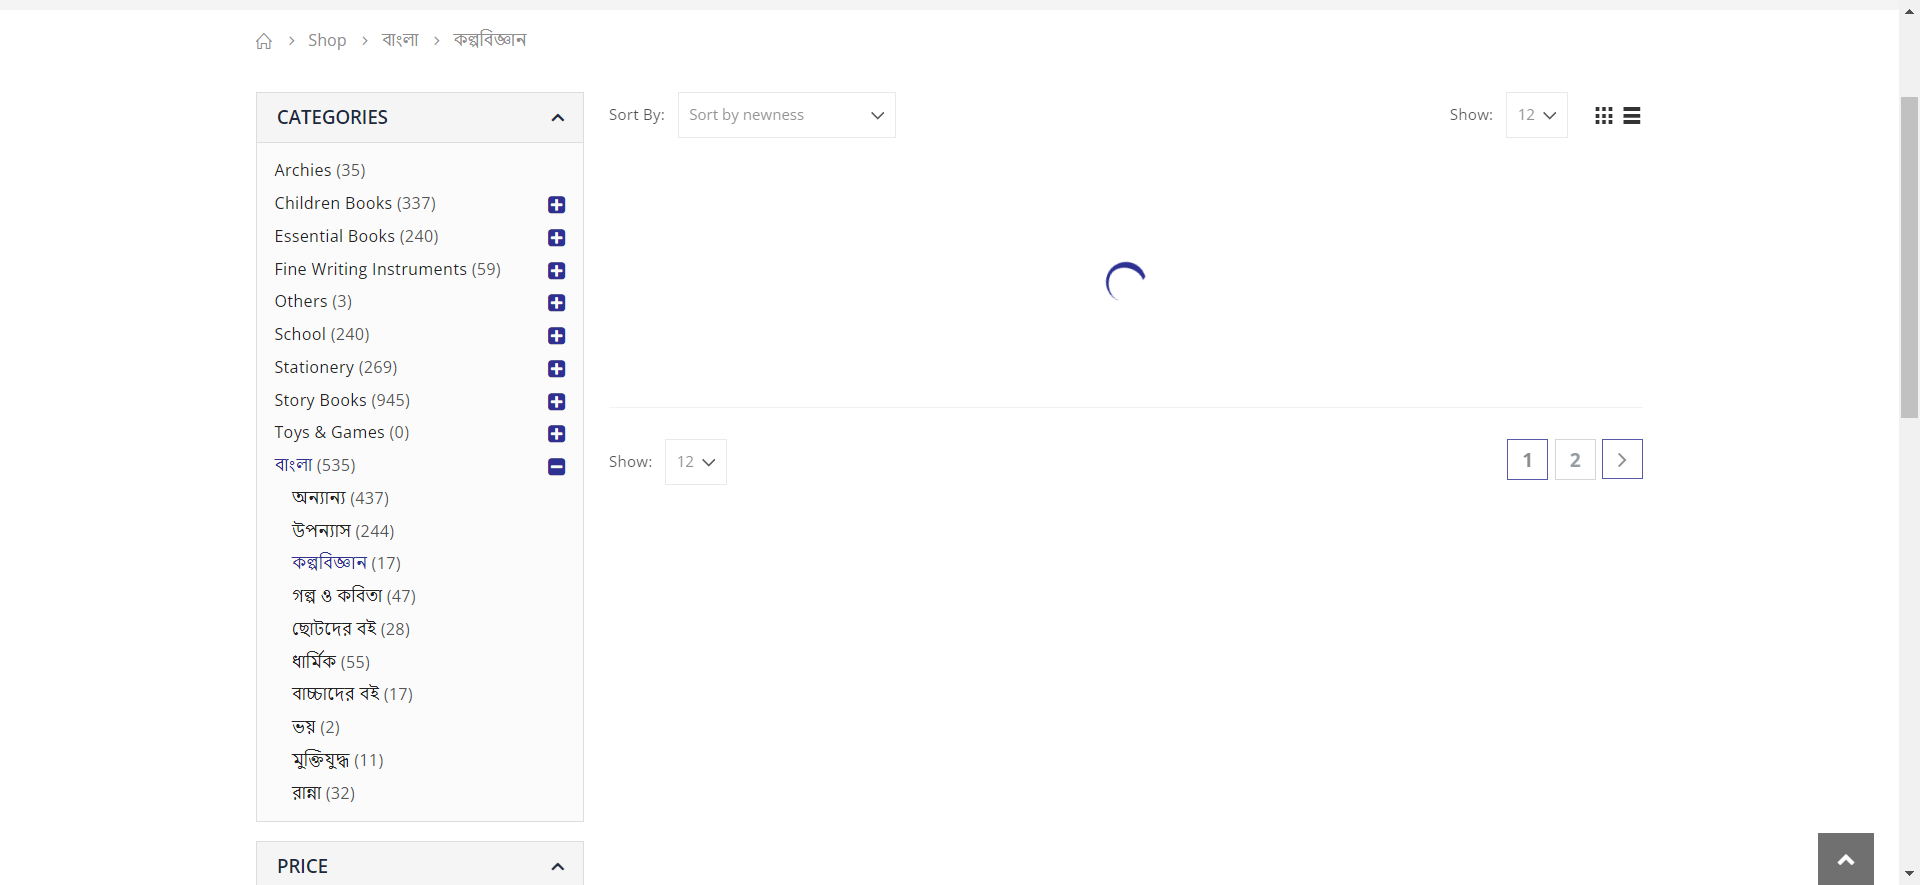 Shop বাংলা কল্পবিজ্ঞান
CATEGORIES
Archies (35)
Children Books (337)
Essential Books (240)
Fine Writing Instruments (59)
Others (3)
School (240)
Stationery (269)
Story Books (945)
Toys & Games (0)
বাংলা (535)
অন্যান্য (437)
উপন্যাস (244)
কল্পবিজ্ঞান (17)
গল্প ও কবিতা (47)
ছোটদের বই (28)
ধার্মিক (55)
বাচ্চাদের বই (17)
ভয় (2)
মুক্তিযুদ্ধ (11)
রান্না (32)
PRICE
Sort By: Sort by newness
Show: 12
Show: 12
1 2